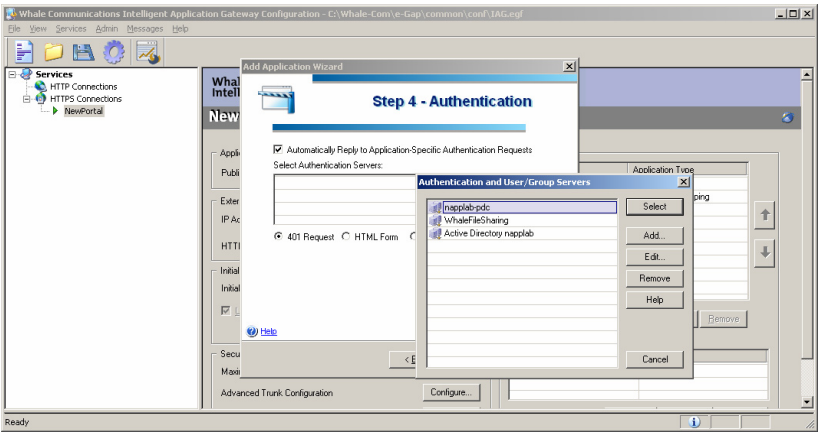 Whale Communications Intelligent Application Gateway Configuration - C:\Whale-Com\e-Gap\common\conf\IAG.egf
File View Services Admin Messages Help
Services
HTTP Connections
HTTPS Connections
NewPortal
Whal
Intell
New
Appli
Publi
Exter
IP Ac
HTTI
Initial
Initial
Secu
Maxi
Advanced Trunk Configuration
Configure...
Application Type
ping
Remove
Add Application Wizard
Step 4 - Authentication
Automatically Reply to Application-Specific Authentication Requests
Select Authentication Servers:
401 Request HTML Form
Help
Authentication and User/Group Servers
napplab-pdc
WhaleFileSharing
Active Directory napplab
Select
Add...
Edit...
Remove
Help
Cancel
Ready